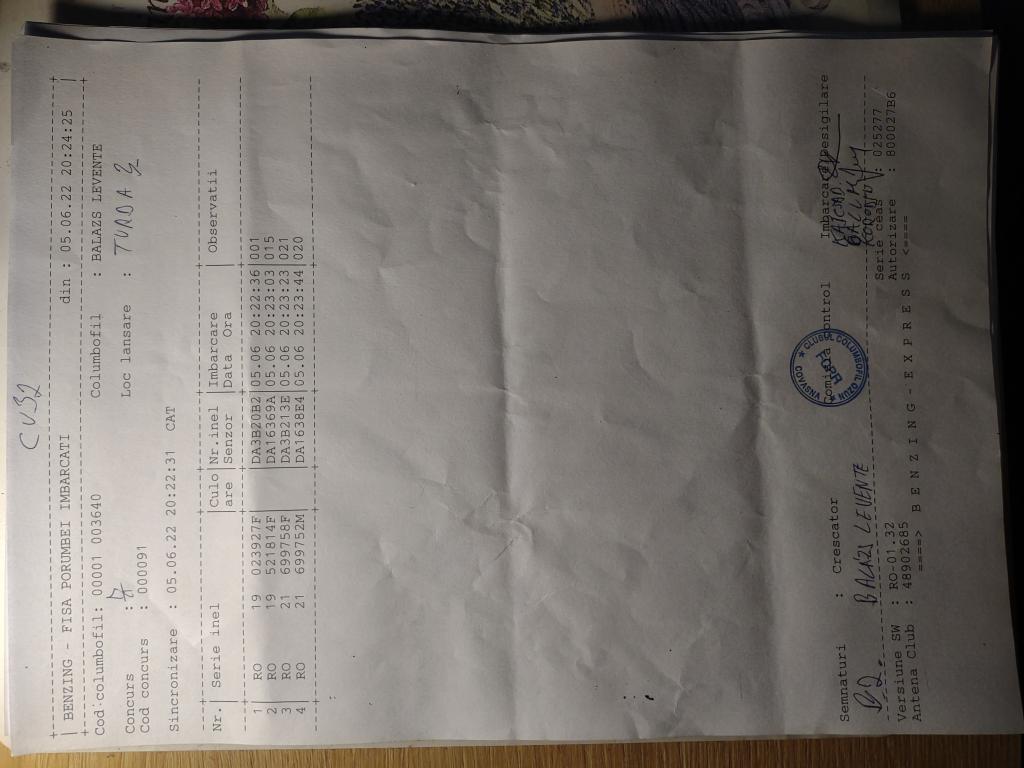 CV32
BENZING - FISA PORUMBEI IMBARCATI din : 05.06.22 20:24:25
Cod columbofil: 0001 003640 Columbofil : BALAZS LEVENTE
Concurs : Loc lansare : TURDA 3
Cod concurs : 000091
Sincronizare : 05.06.22 20:22:31 CAT
Nr.| Serie inel |Culo|Nr.inel |Imbarcare | Observatii
|are |Senzor |Data Ora |
1| RO 19 02392?F | |DA3B20B2|05.06 20:22:36|001
2| RO 19 521814F | |DA16369A|05.06 20:23:03|015
3| RO 21 699758F | |DA3B213E|05.06 20:23:23|021
4| RO 21 699752M | |DA1638E4|05.06 20:23:44|020
Semnaturi : Crescator Comisia Control Imbarcare/Desigilare
BALAZS LEVENTE
CLUBUL COLUMBOFIL OZUN * COVASNA *
Serie ceas : 025277
Versiune SW : RO-01.32 Autorizare : 800027B6
Antena Club : 48902685
====> B E N Z I N G - E X P R E S S <====